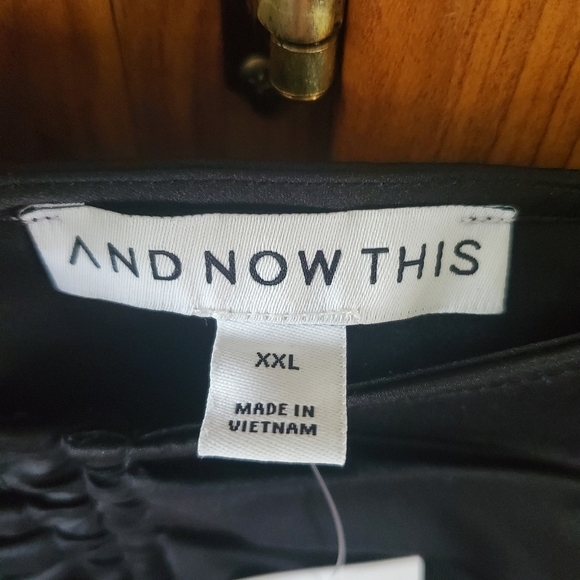 AND NOW THIS
XXL
MADE IN
VIETNAM